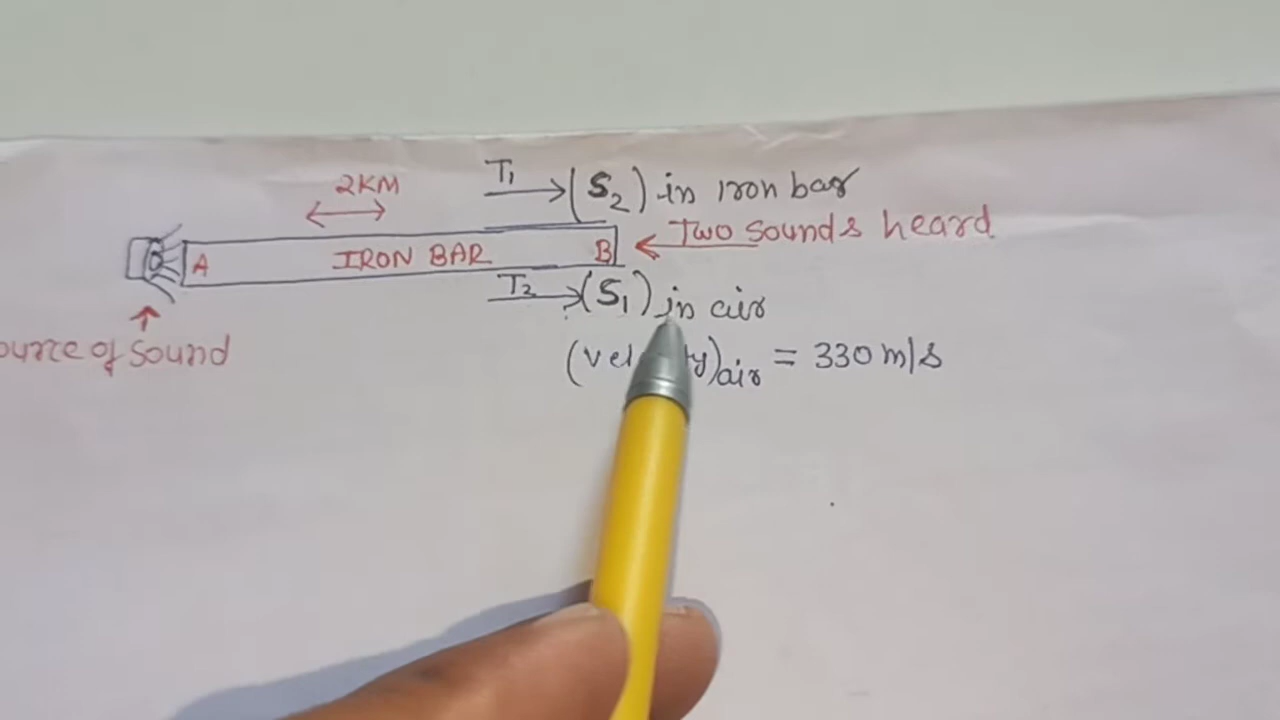 2KM
T₁ (S₂) in iron bar
Two sounds heard
A IRON BAR B
T₂ (S₁) in air
of sound
air = 330 m/s